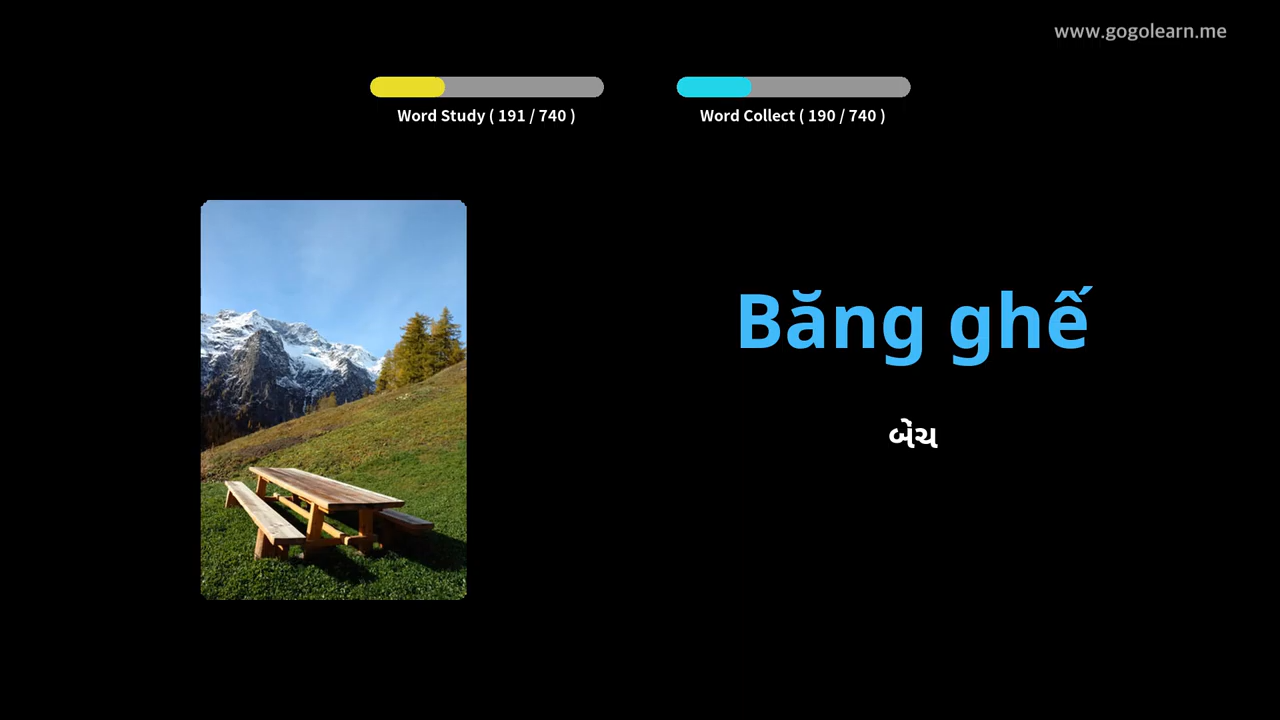 www.gogolearn.me
Word Study ( 191 / 740 )
Word Collect ( 190 / 740 )
Băng ghế
બેંચ